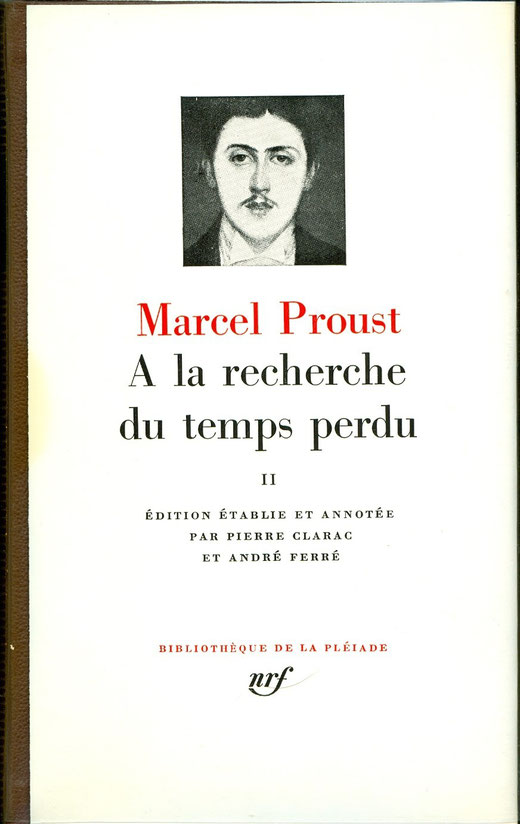 Marcel Proust
A la recherche
du temps perdu
II
ÉDITION ÉTABLIE ET ANNOTÉE
PAR PIERRE CLARAC
ET ANDRÉ FERRÉ
BIBLIOTHÈQUE DE LA PLÉIADE
nrf